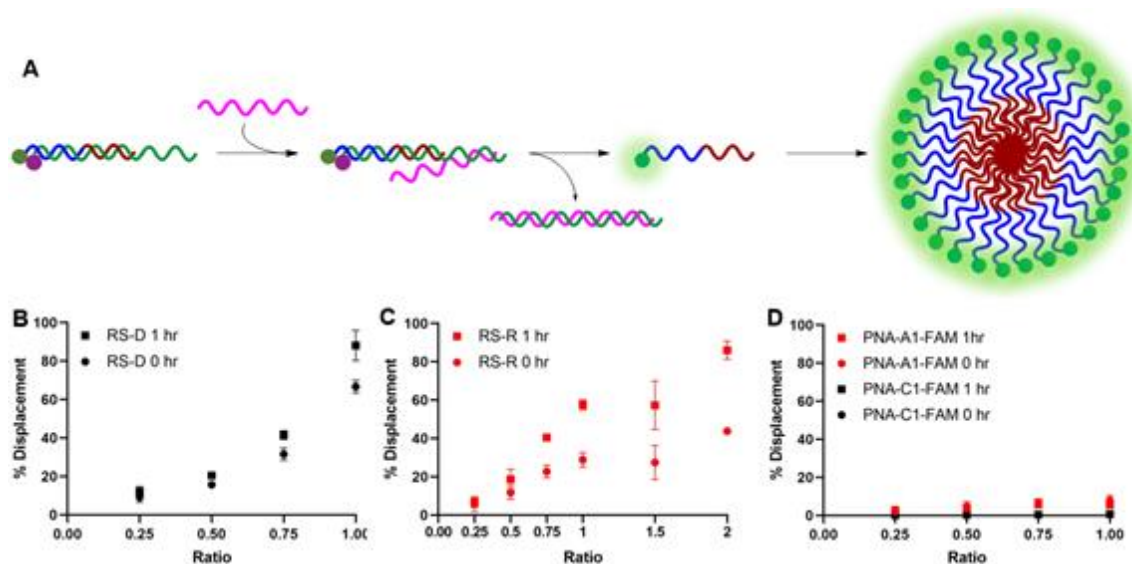 A
B
RS-D 1 hr
RS-D 0 hr
% Displacement
100
80
60
40
20
0
0.00 0.25 0.50 0.75 1.00
Ratio
C
RS-R 1 hr
RS-R 0 hr
% Displacement
100
80
60
40
20
0
0.00 0.25 0.5 0.75 1 1.5 2
Ratio
D
PNA-A1-FAM 1hr
PNA-A1-FAM 0 hr
PNA-C1-FAM 1 hr
PNA-C1-FAM 0 hr
% Displacement
100
80
60
40
20
0
0.00 0.25 0.50 0.75 1.00
Ratio